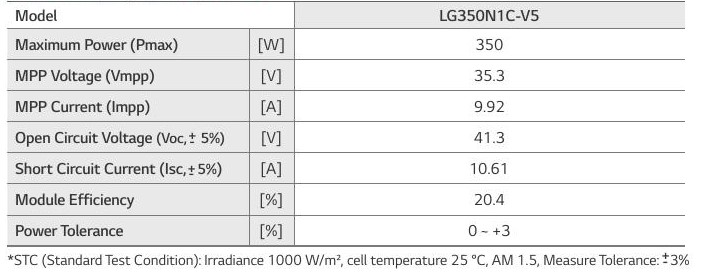 Model LG350N1C-V5
Maximum Power (Pmax) [W] 350
MPP Voltage (Vmpp) [V] 35.3
MPP Current (Impp) [A] 9.92
Open Circuit Voltage (Voc,± 5%) [V] 41.3
Short Circuit Current (Isc,±5%) [A] 10.61
Module Efficiency [%] 20.4
Power Tolerance [%] 0 ~ +3
*STC (Standard Test Condition): Irradiance 1000 W/m², cell temperature 25 °C, AM 1.5, Measure Tolerance: ±3%